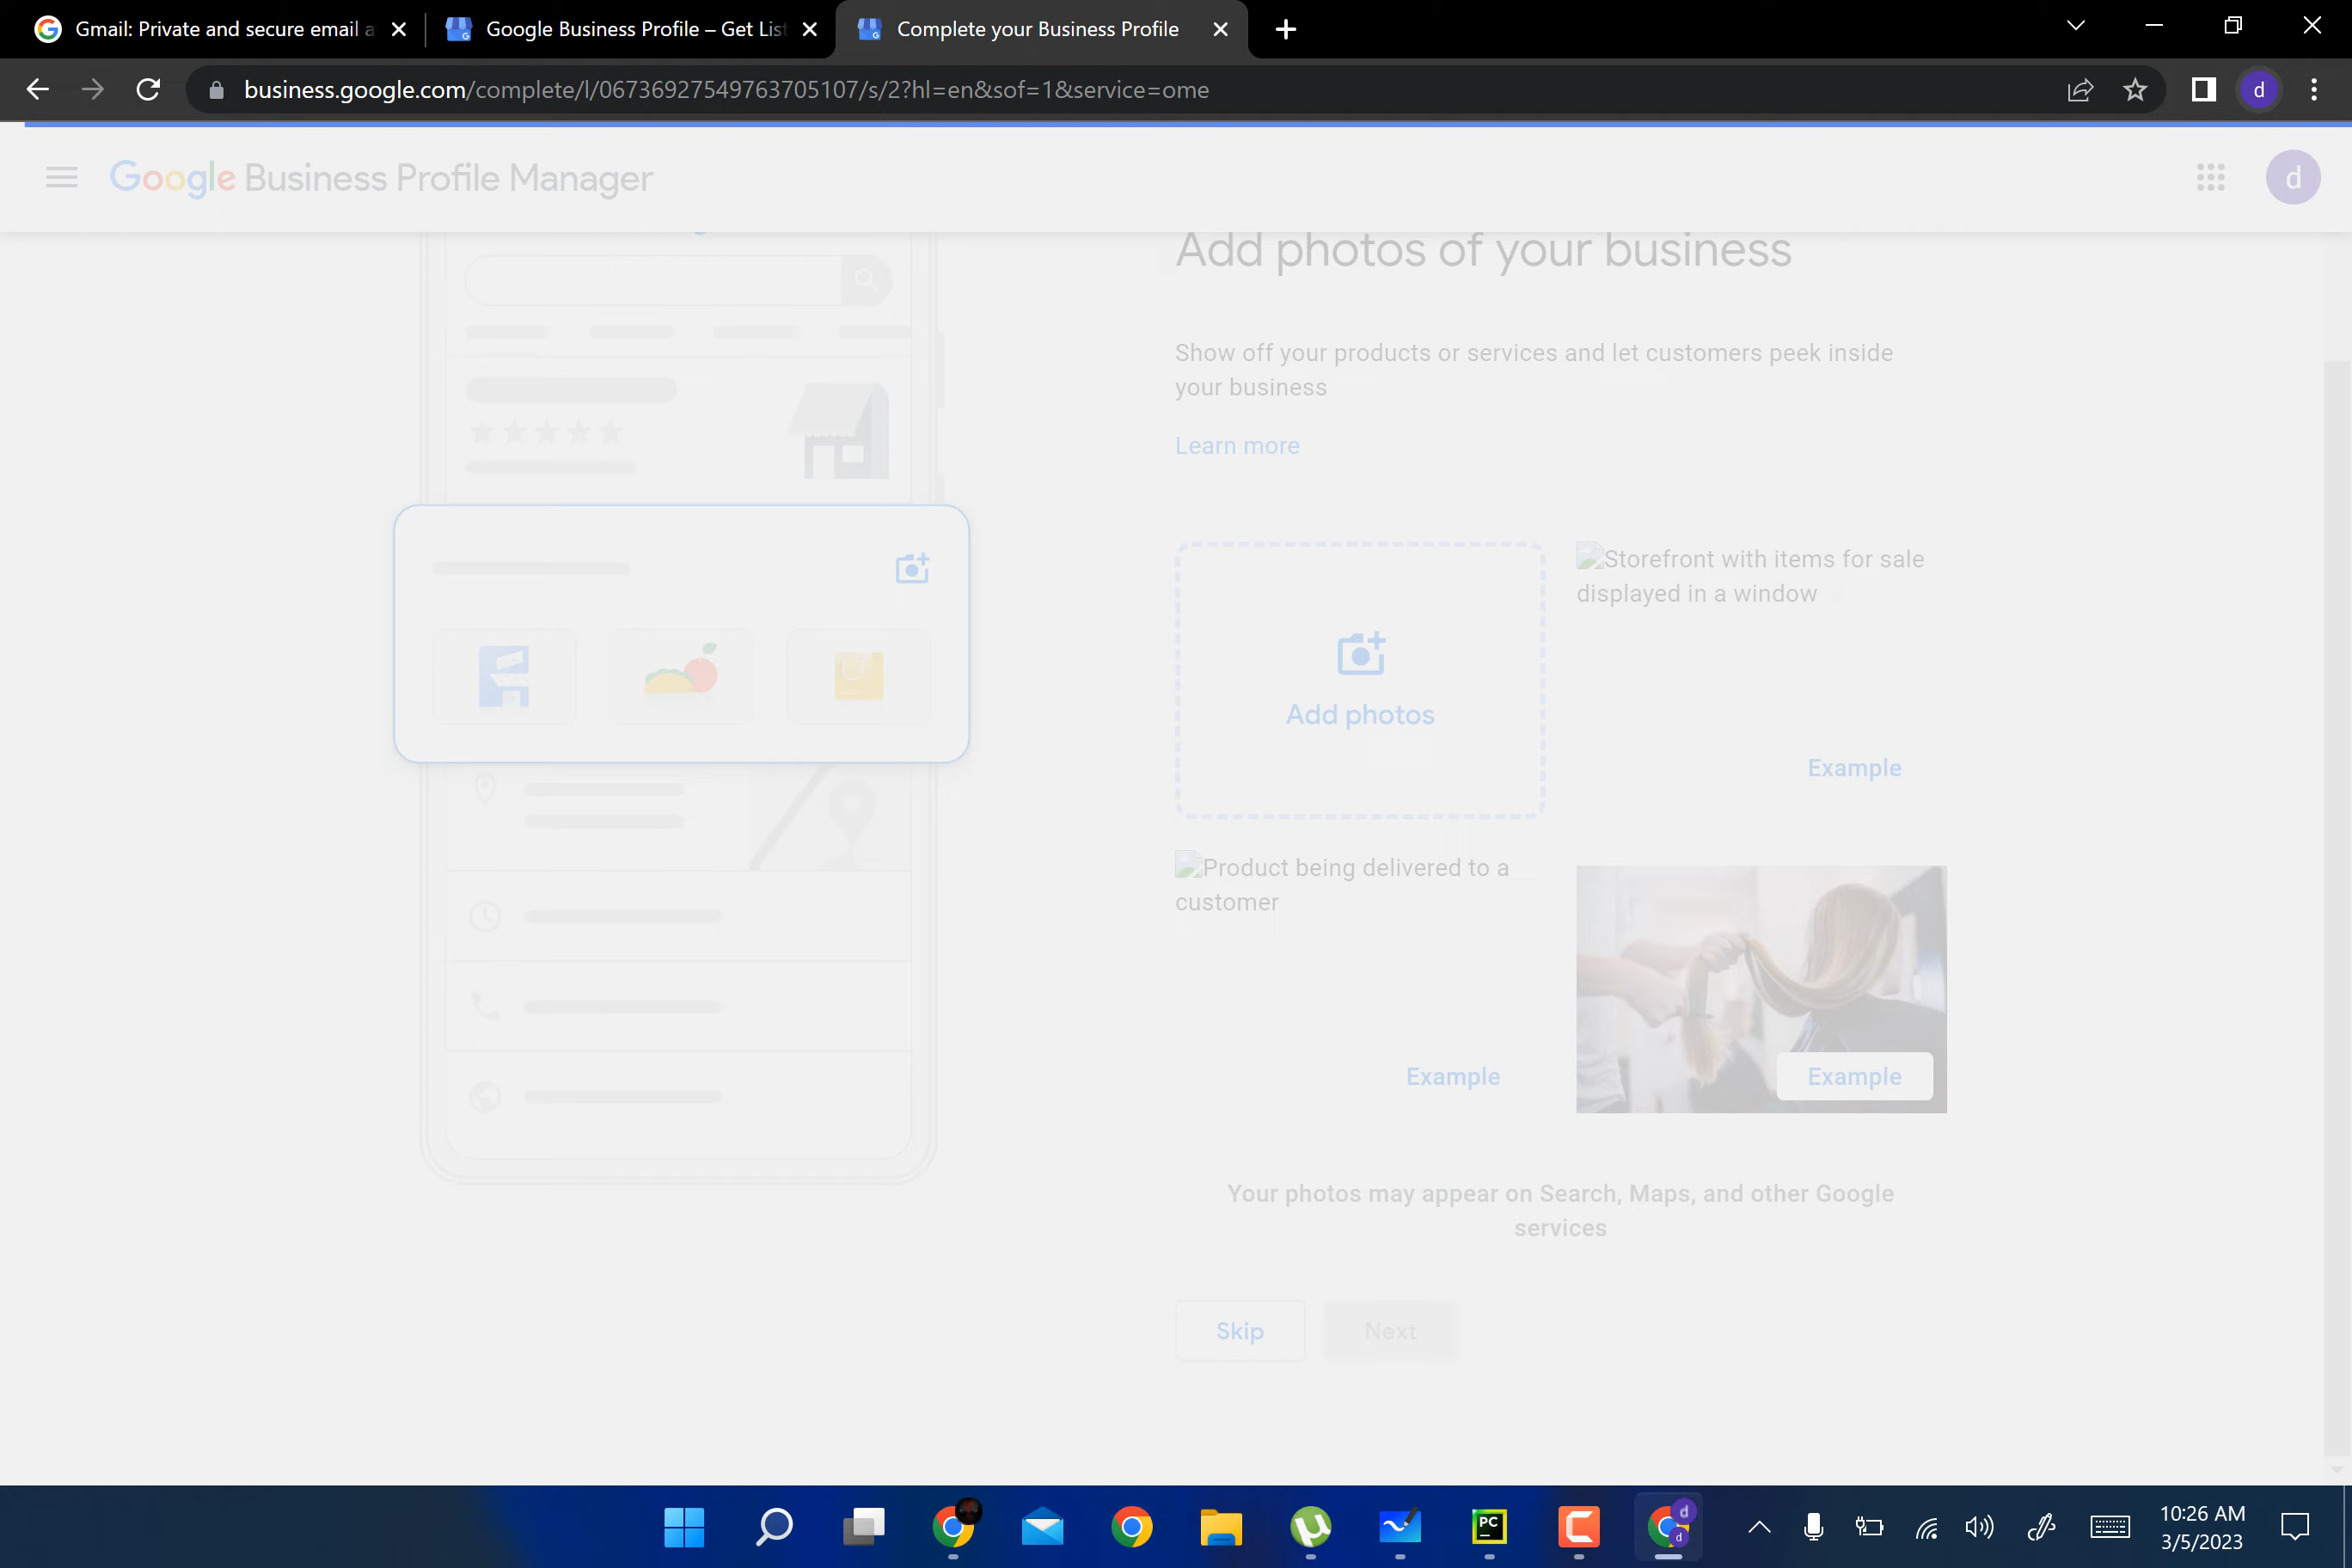 Gmail: Private and secure email a
Google Business Profile – Get List
Complete your Business Profile
business.google.com/complete/l/06736927549763705107/s/2?hl=en&sof=1&service=ome
d
Google Business Profile Manager
d
Add photos of your business
Show off your products or services and let customers peek inside
your business
Learn more
Add photos
Storefront with items for sale
displayed in a window
Example
Product being delivered to a
customer
Example
Example
Your photos may appear on Search, Maps, and other Google
services
Skip
Next
PC
d
d
10:26 AM
3/5/2023